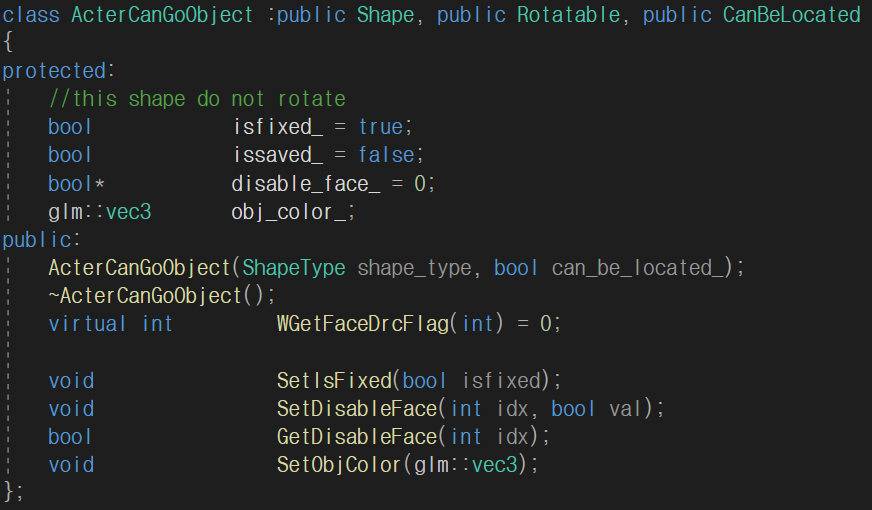 class ActerCanGoObject :public Shape, public Rotatable, public CanBeLocated
{
protected:
    //this shape do not rotate
    bool            isfixed_ = true;
    bool            issaved_ = false;
    bool*           disable_face_ = 0;
    glm::vec3       obj_color_;
public:
    ActerCanGoObject(ShapeType shape_type, bool can_be_located_);
    ~ActerCanGoObject();
    virtual int         WGetFaceDrcFlag(int) = 0;

    void                SetIsFixed(bool isfixed);
    void                SetDisableFace(int idx, bool val);
    bool                GetDisableFace(int idx);
    void                SetObjColor(glm::vec3);
};